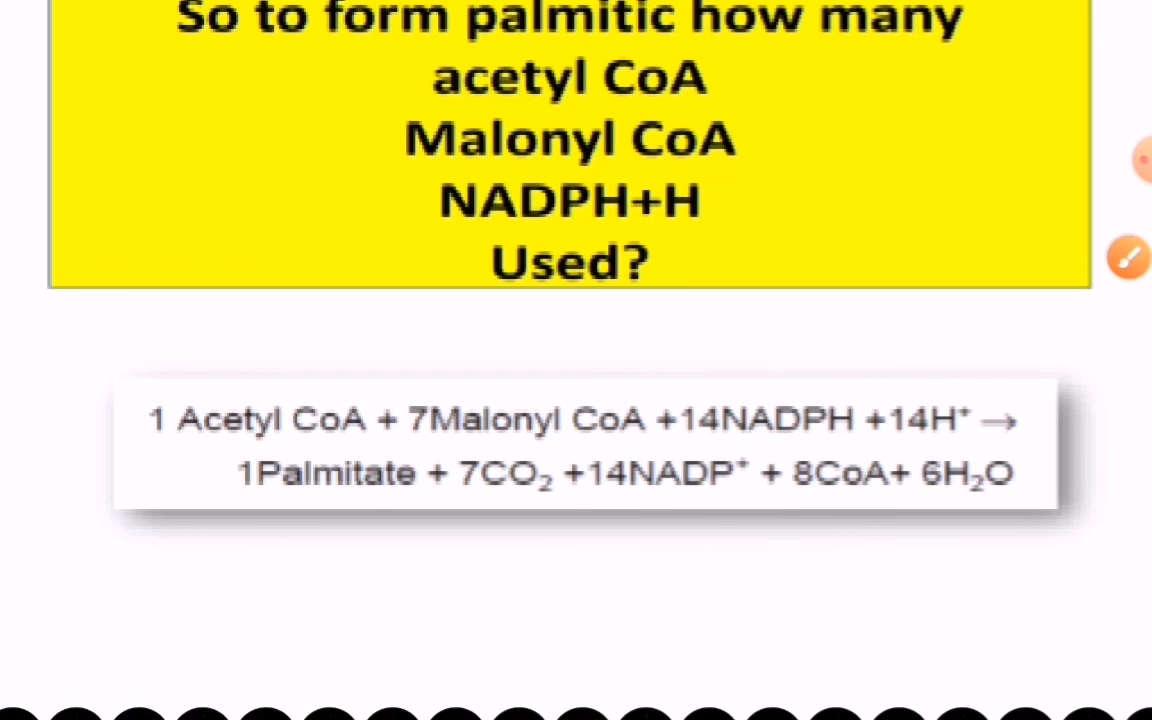 So to form palmitic how many
acetyl CoA
Malonyl CoA
NADPH+H
Used?
1 Acetyl CoA + 7Malonyl CoA +14NADPH +14H⁺ →
1Palmitate + 7CO₂ +14NADP⁺ + 8CoA+ 6H₂O